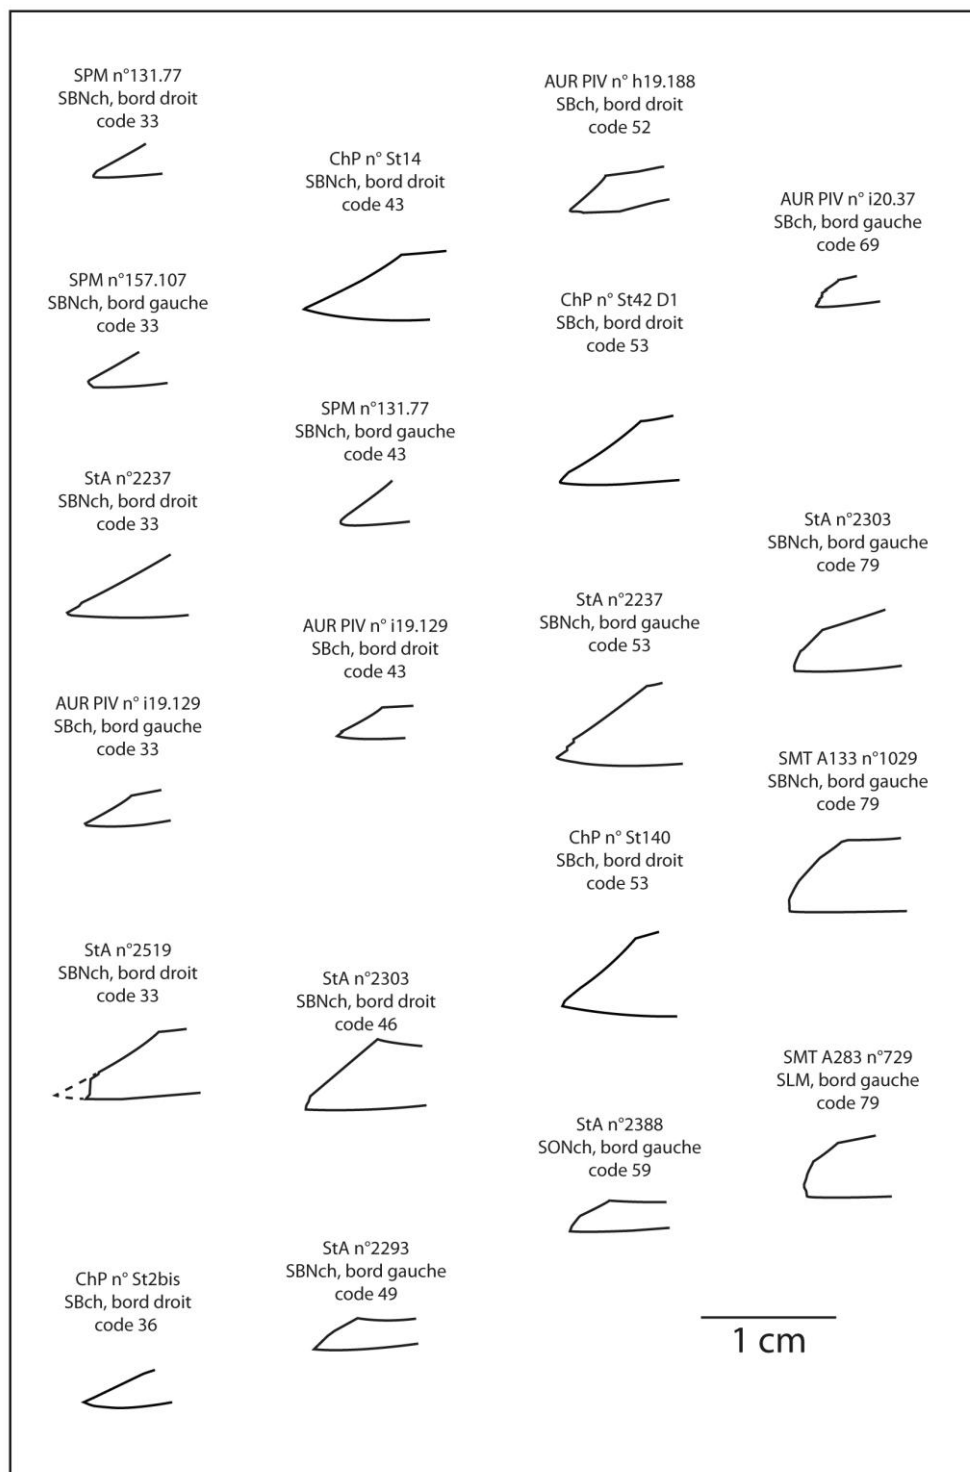 SPM n°131.77
SBNch, bord droit
code 33
SPM n°157.107
SBNch, bord gauche
code 33
StA n°2237
SBNch, bord droit
code 33
AUR PIV n° i19.129
SBch, bord gauche
code 33
StA n°2519
SBNch, bord droit
code 33
ChP n° St2bis
SBch, bord droit
code 36
ChP n° St14
SBNch, bord droit
code 43
SPM n°131.77
SBNch, bord gauche
code 43
AUR PIV n° i19.129
SBch, bord droit
code 43
StA n°2303
SBNch, bord droit
code 46
StA n°2293
SBNch, bord gauche
code 49
AUR PIV n° h19.188
SBch, bord droit
code 52
ChP n° St42 D1
SBch, bord droit
code 53
StA n°2237
SBNch, bord gauche
code 53
ChP n° St140
SBch, bord droit
code 53
StA n°2388
SONch, bord gauche
code 59
AUR PIV n° i20.37
SBch, bord gauche
code 69
StA n°2303
SBNch, bord gauche
code 79
SMT A133 n°1029
SBNch, bord gauche
code 79
SMT A283 n°729
SLM, bord gauche
code 79
1 cm